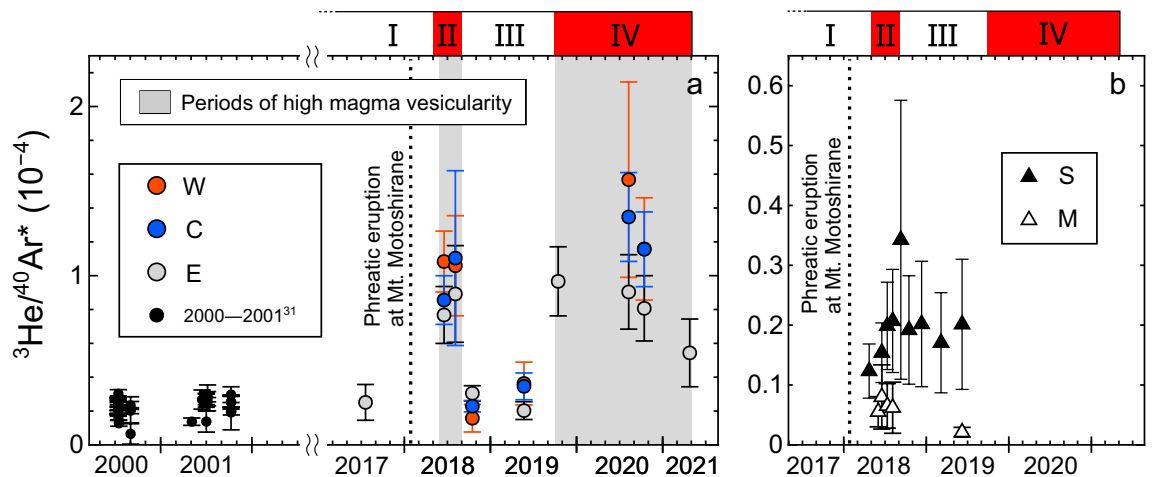 I II III IV
I II III IV
a
Periods of high magma vesicularity
W
C
E
2000—2001³¹
Phreatic eruption
at Mt. Motoshirane
³He/⁴⁰Ar* (10⁻⁴)
2
1
0
2000 2001 2017 2018 2019 2020 2021
b
S
M
Phreatic eruption
at Mt. Motoshirane
0.6
0.5
0.4
0.3
0.2
0.1
0
2017 2018 2019 2020